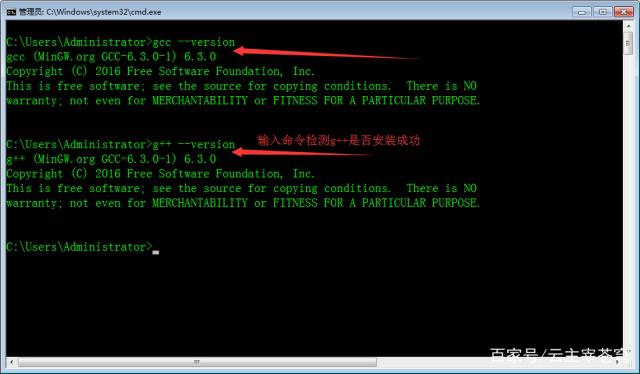 管理员: C:\Windows\system32\cmd.exe
C:\Users\Administrator>gcc --version
gcc (MinGW.org GCC-6.3.0-1) 6.3.0
Copyright (C) 2016 Free Software Foundation, Inc.
This is free software; see the source for copying conditions.  There is NO
warranty; not even for MERCHANTABILITY or FITNESS FOR A PARTICULAR PURPOSE.
C:\Users\Administrator>g++ --version
输入命令检测g++是否安装成功
g++ (MinGW.org GCC-6.3.0-1) 6.3.0
Copyright (C) 2016 Free Software Foundation, Inc.
This is free software; see the source for copying conditions.  There is NO
warranty; not even for MERCHANTABILITY or FITNESS FOR A PARTICULAR PURPOSE.
C:\Users\Administrator>
百家号/云主宰苍穹